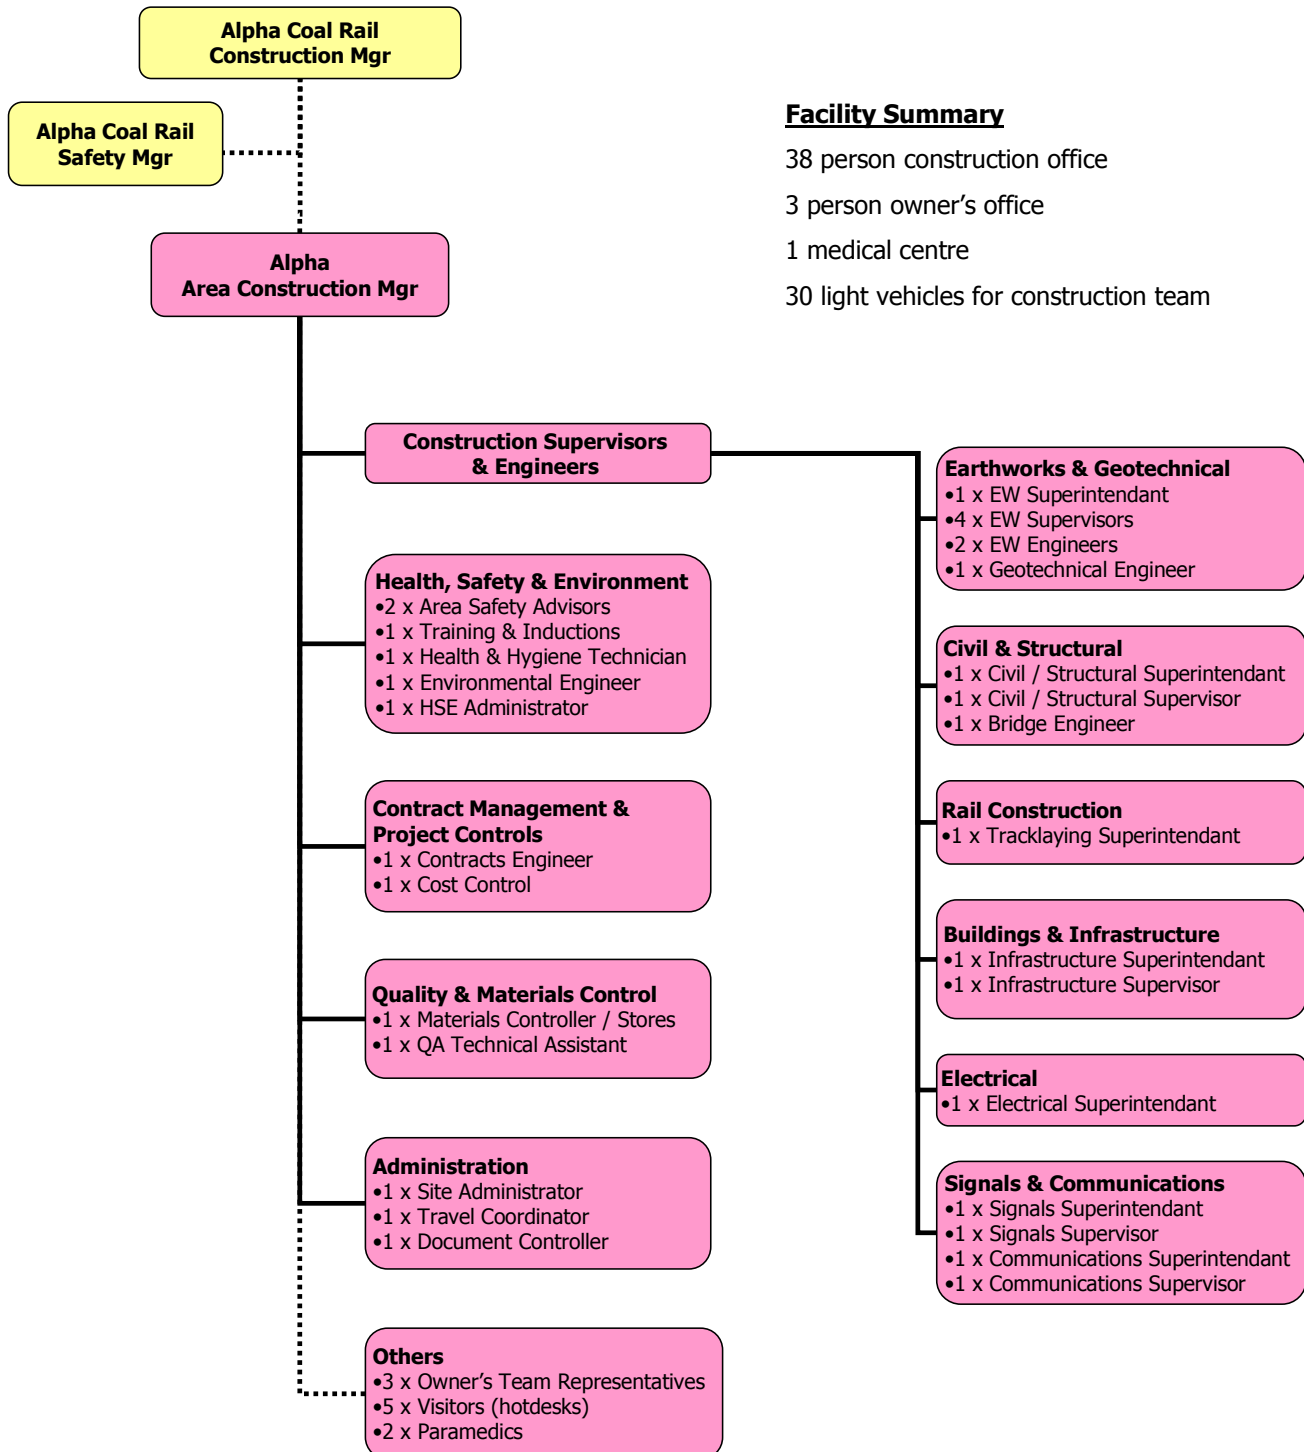 Alpha Coal Rail
Construction Mgr
Alpha Coal Rail
Safety Mgr
Alpha
Area Construction Mgr
Facility Summary
38 person construction office
3 person owner’s office
1 medical centre
30 light vehicles for construction team
Construction Supervisors
& Engineers
Health, Safety & Environment
•2 x Area Safety Advisors
•1 x Training & Inductions
•1 x Health & Hygiene Technician
•1 x Environmental Engineer
•1 x HSE Administrator
Contract Management &
Project Controls
•1 x Contracts Engineer
•1 x Cost Control
Quality & Materials Control
•1 x Materials Controller / Stores
•1 x QA Technical Assistant
Administration
•1 x Site Administrator
•1 x Travel Coordinator
•1 x Document Controller
Others
•3 x Owner’s Team Representatives
•5 x Visitors (hotdesks)
•2 x Paramedics
Earthworks & Geotechnical
•1 x EW Superintendant
•4 x EW Supervisors
•2 x EW Engineers
•1 x Geotechnical Engineer
Civil & Structural
•1 x Civil / Structural Superintendant
•1 x Civil / Structural Supervisor
•1 x Bridge Engineer
Rail Construction
•1 x Tracklaying Superintendant
Buildings & Infrastructure
•1 x Infrastructure Superintendant
•1 x Infrastructure Supervisor
Electrical
•1 x Electrical Superintendant
Signals & Communications
•1 x Signals Superintendant
•1 x Signals Supervisor
•1 x Communications Superintendant
•1 x Communications Supervisor